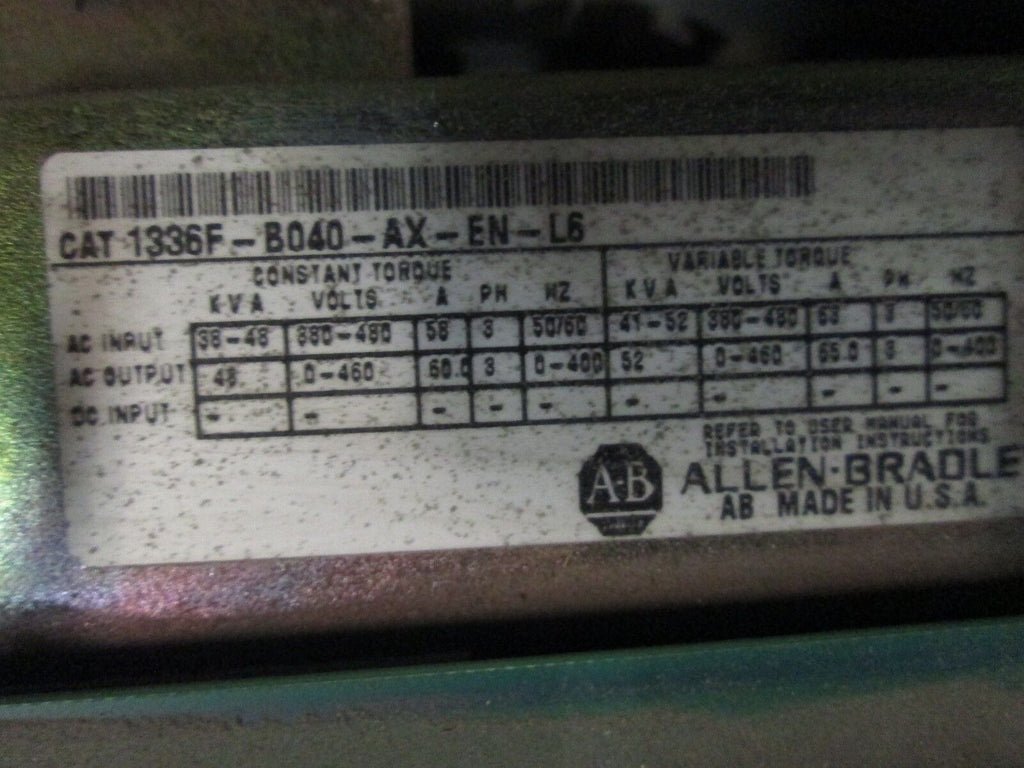 CAT 1336F-B040-AX-EN-L6
CONSTANT TORQUE VARIABLE TORQUE
KVA VOLTS A PH HZ KVA VOLTS A PH HZ
AC INPUT 38-48 380-480 58 3 50/60 41-52 380-480 63 3 50/60
AC OUTPUT 48 0-460 60.0 3 0-400 52 0-460 65.0 3 0-400
DC INPUT - - - - - - - - - -
REFER TO USER MANUAL FOR
INSTALLATION INSTRUCTIONS
A-B
ALLEN-BRADLE
AB MADE IN U.S.A.